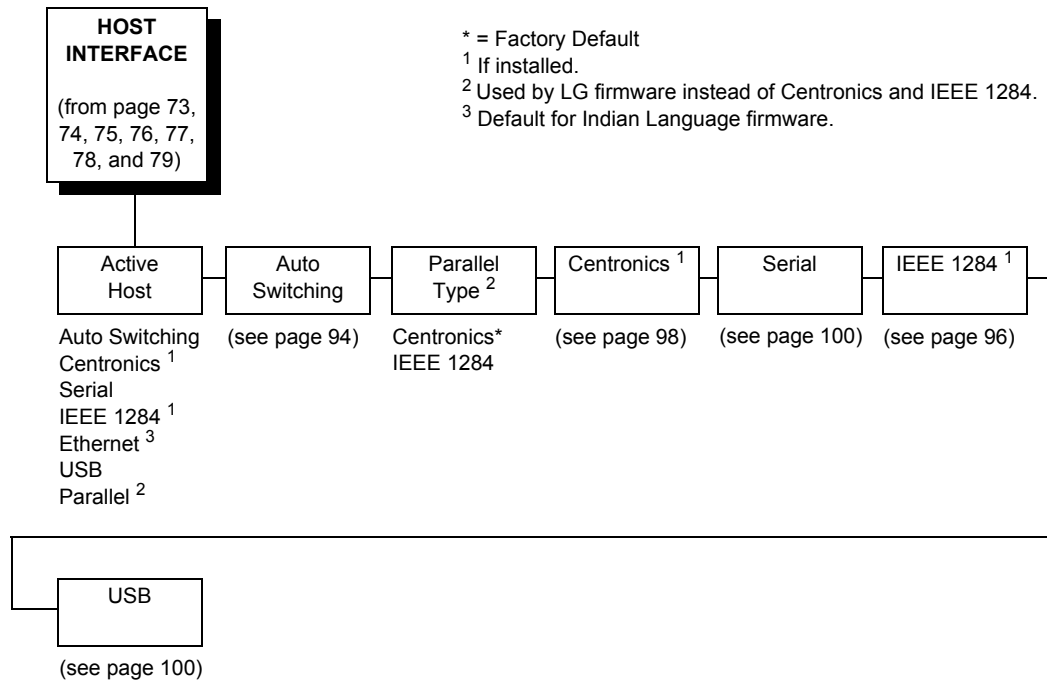 HOST
INTERFACE
(from page 73,
74, 75, 76, 77,
78, and 79)
* = Factory Default
1 If installed.
2 Used by LG firmware instead of Centronics and IEEE 1284.
3 Default for Indian Language firmware.
Active
Host
Auto Switching
Centronics 1
Serial
IEEE 1284 1
Ethernet 3
USB
Parallel 2
Auto
Switching
(see page 94)
Parallel
Type 2
Centronics*
IEEE 1284
Centronics 1
(see page 98)
Serial
(see page 100)
IEEE 1284 1
(see page 96)
USB
(see page 100)